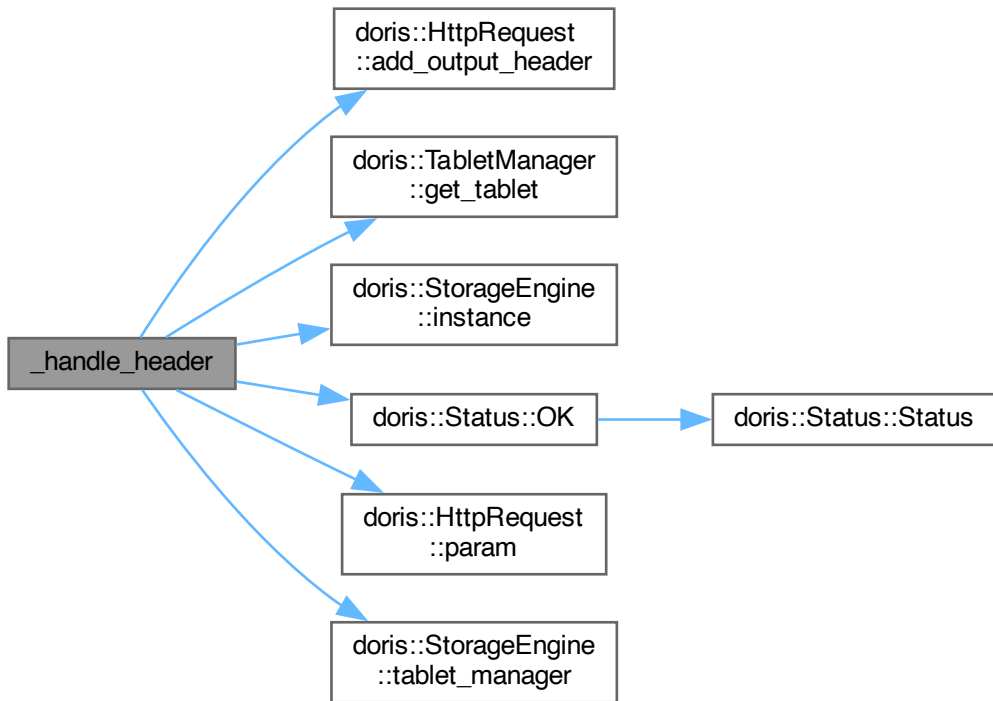 doris::HttpRequest
::add_output_header
doris::TabletManager
::get_tablet
doris::StorageEngine
::instance
_handle_header
doris::Status::OK
doris::Status::Status
doris::HttpRequest
::param
doris::StorageEngine
::tablet_manager